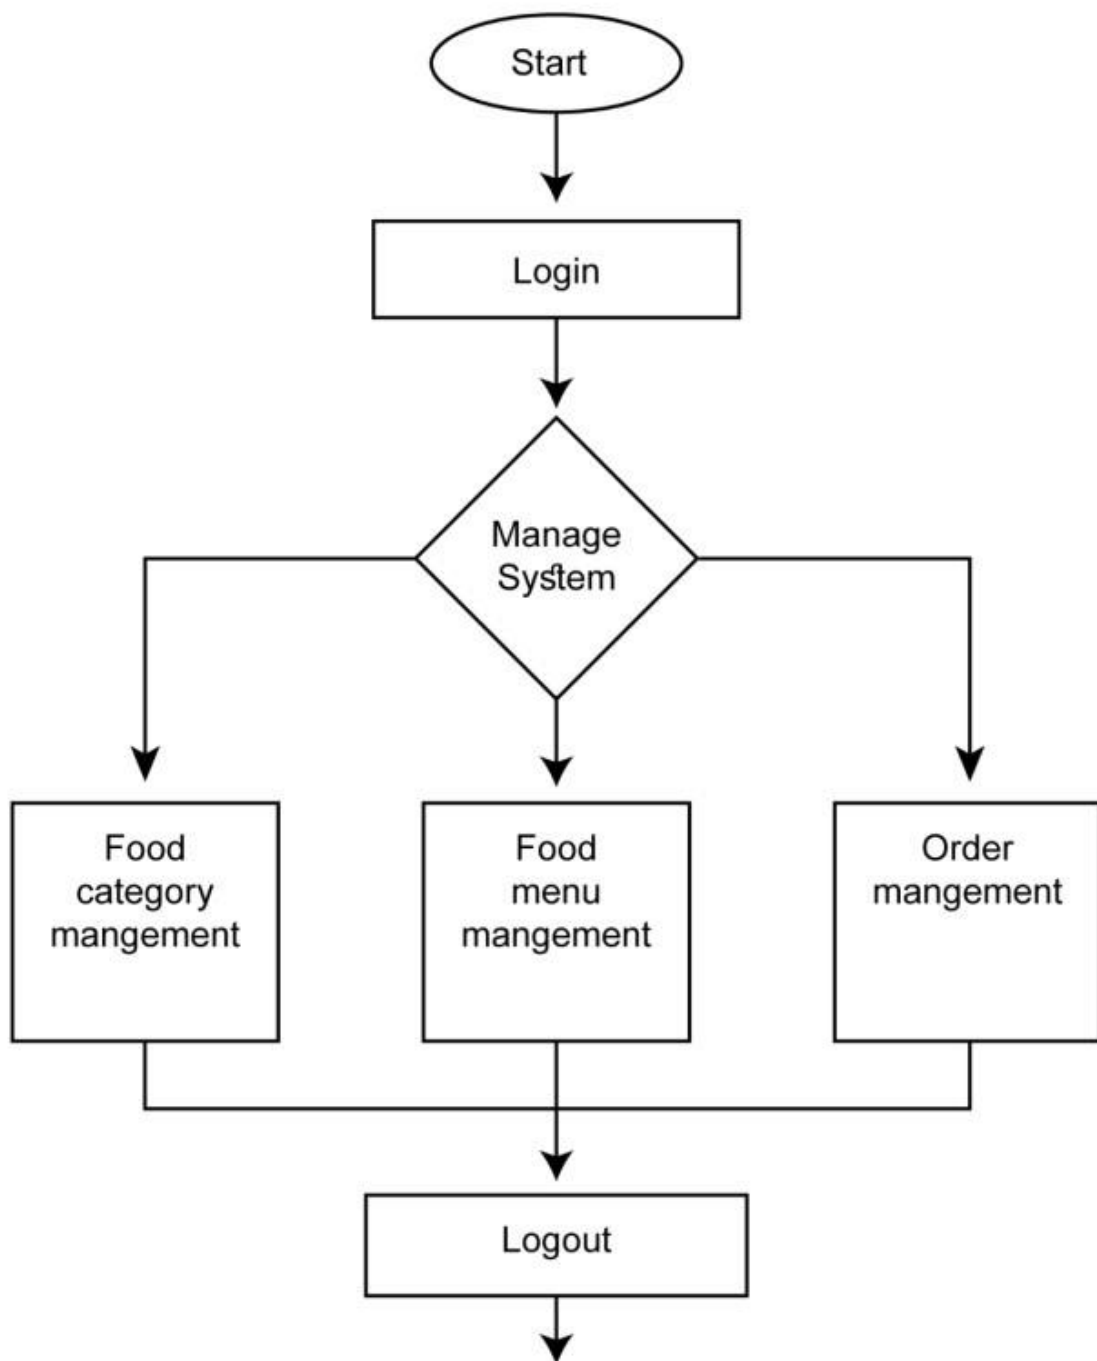 Start
Login
Manage
System
Food
category
mangement
Food
menu
mangement
Order
mangement
Logout